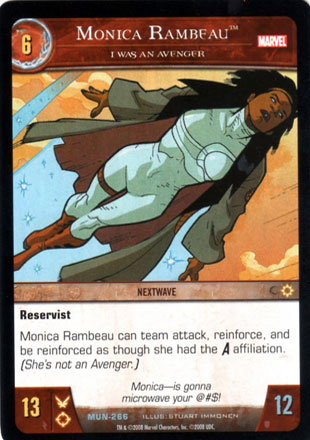 6
MONICA RAMBEAU™
I WAS AN AVENGER
MARVEL
NEXTWAVE
Reservist
Monica Rambeau can team attack, reinforce, and
be reinforced as though she had the A affiliation.
(She's not an Avenger.)
Monica—is gonna
microwave your @#$!
13
MUN-266 ILLUS: STUART IMMONEN
12
TM & ©2008 Marvel Characters, Inc. ©2008 UDE.